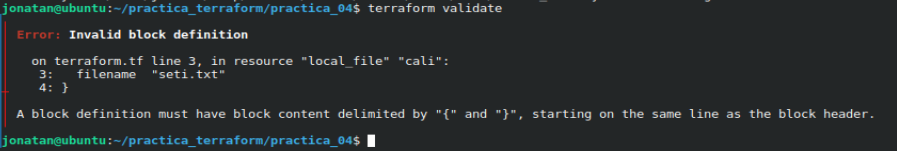 jonatan@ubuntu:~/practica_terraform/practica_04$ terraform validate
Error: Invalid block definition
on terraform.tf line 3, in resource "local_file" "cali":
3:   filename  "seti.txt"
4: }
A block definition must have block content delimited by "{" and "}", starting on the same line as the block header.
jonatan@ubuntu:~/practica_terraform/practica_04$